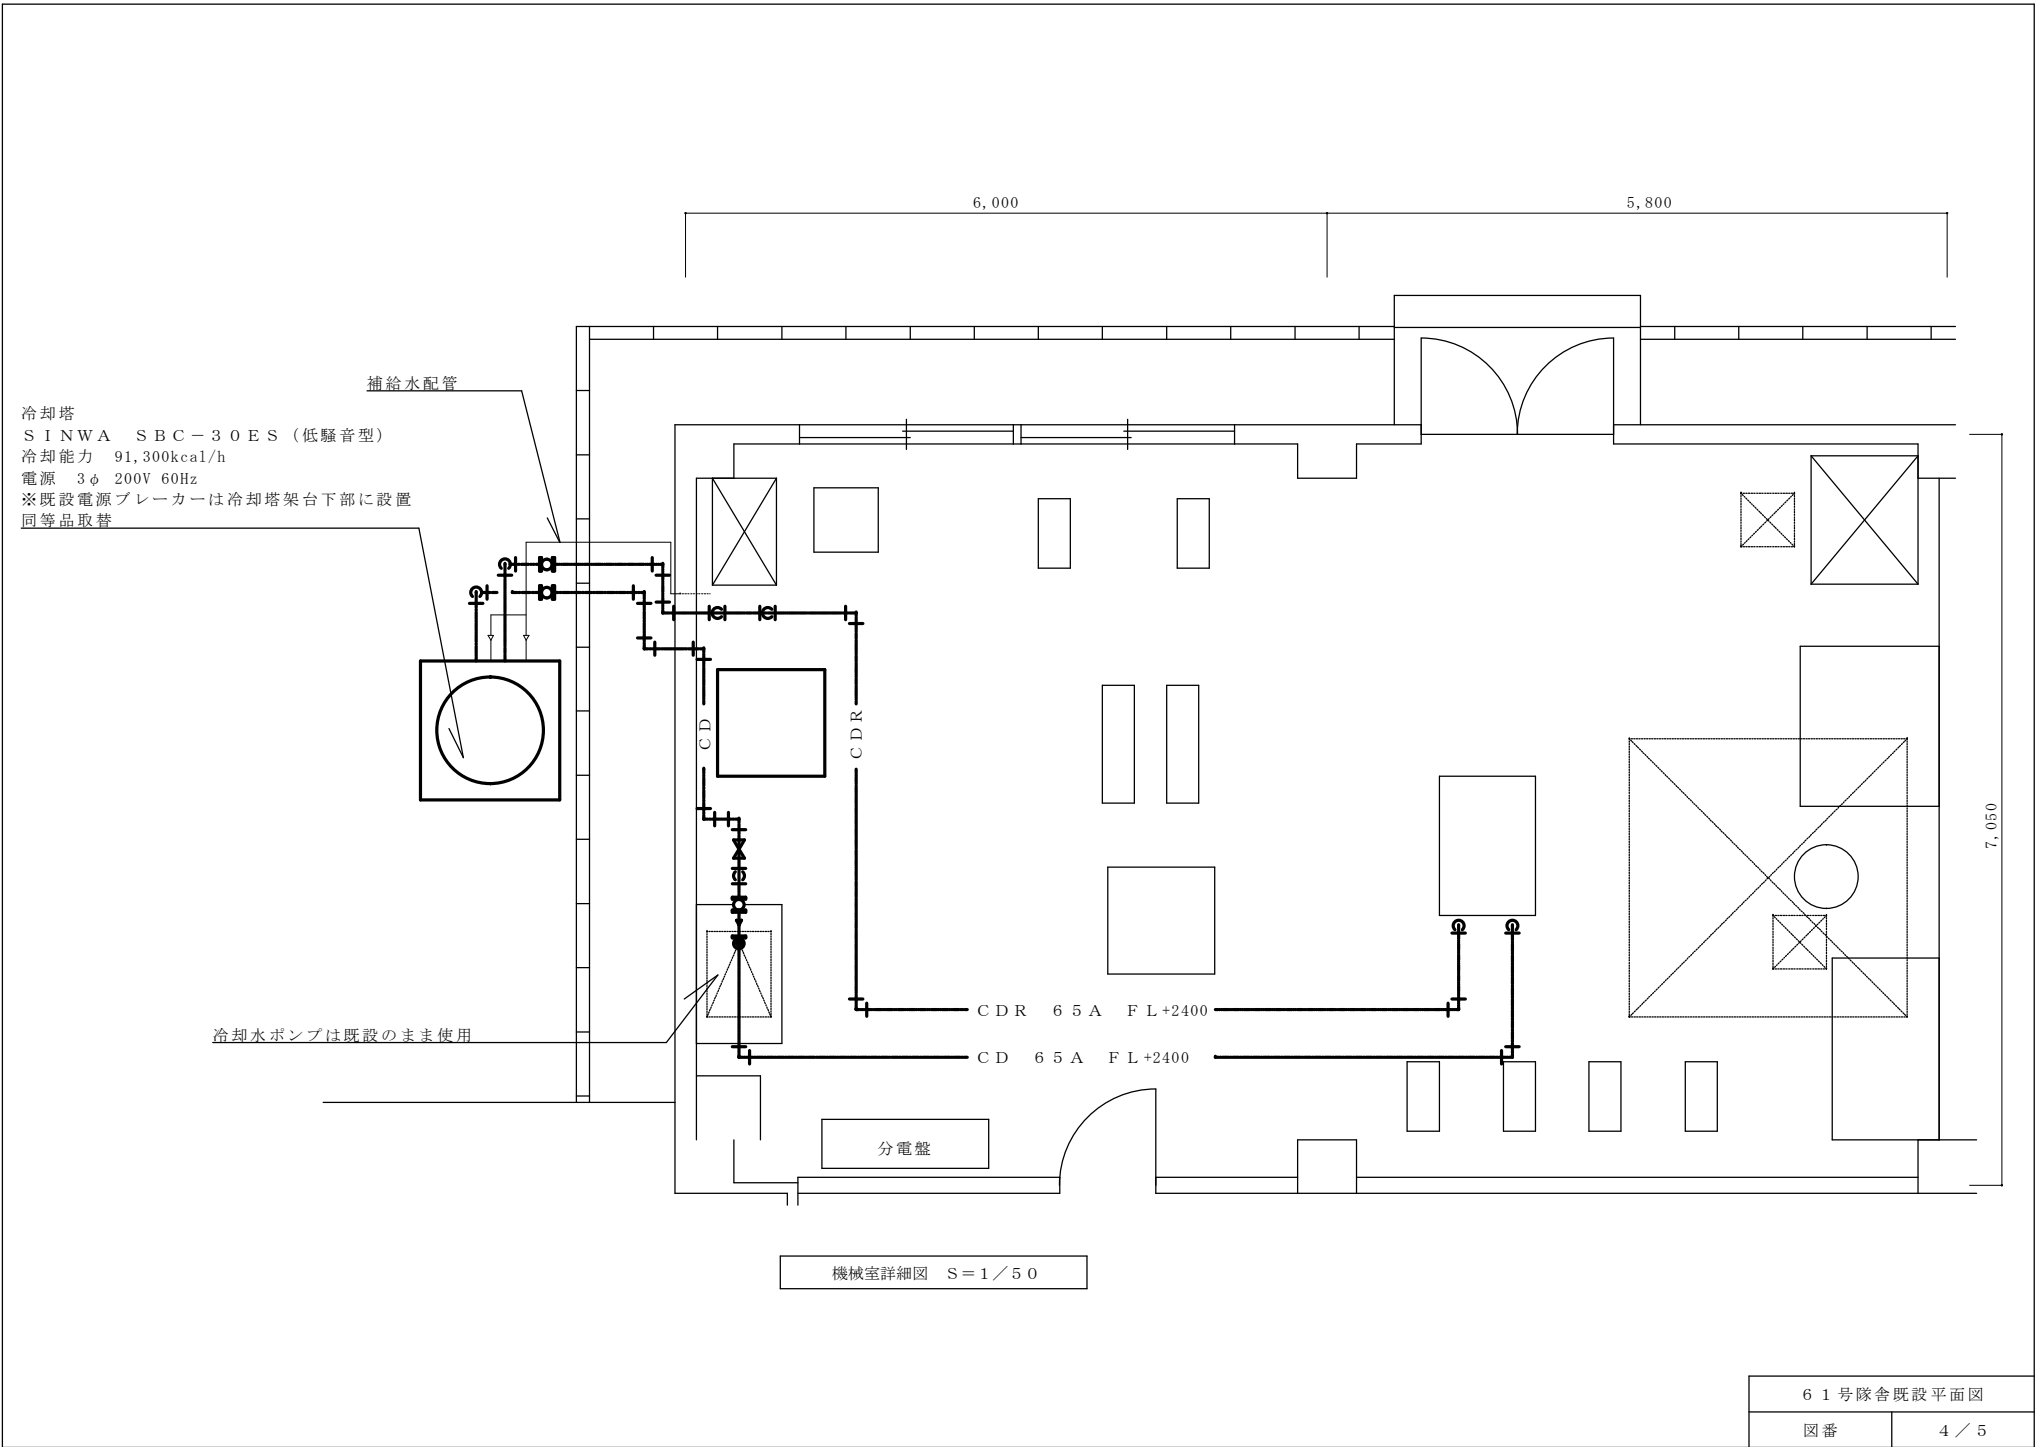 6,000
5,800
補給水配管
冷却塔
ＳＩＮＷＡ　ＳＢＣ－３０ＥＳ（低騒音型）
冷却能力　91,300kcal/h
電源　3φ 200V 60Hz
※既設電源ブレーカーは冷却塔架台下部に設置
同等品取替
ＣＤ
ＣＤＲ
7,050
ＣＤＲ　６５Ａ　ＦＬ+2400
冷却水ポンプは既設のまま使用
ＣＤ　６５Ａ　ＦＬ+2400
分電盤
機械室詳細図　Ｓ＝１／５０
６１号隊舎既設平面図
図番　４／５